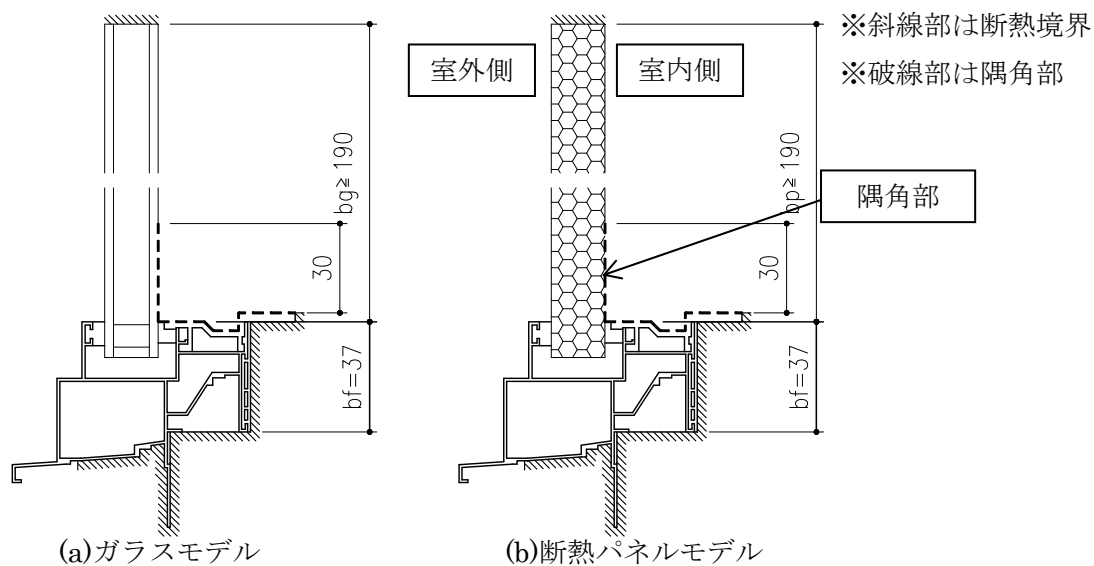 ※斜線部は断熱境界
※破線部は隅角部
室外側
室内側
隅角部
bg≧190
30
bf=37
bp≧190
30
bf=37
(a)ガラスモデル
(b)断熱パネルモデル